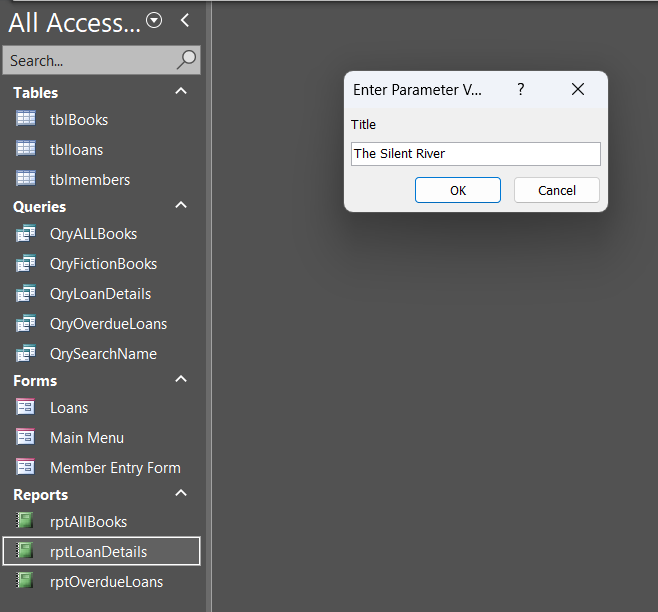 All Access...
Search...
Tables
tblBooks
tblloans
tblmembers
Queries
QryALLBooks
QryFictionBooks
QryLoanDetails
QryOverdueLoans
QrySearchName
Forms
Loans
Main Menu
Member Entry Form
Reports
rptAllBooks
rptLoanDetails
rptOverdueLoans
Enter Parameter V... ?
Title
The Silent River
OK Cancel